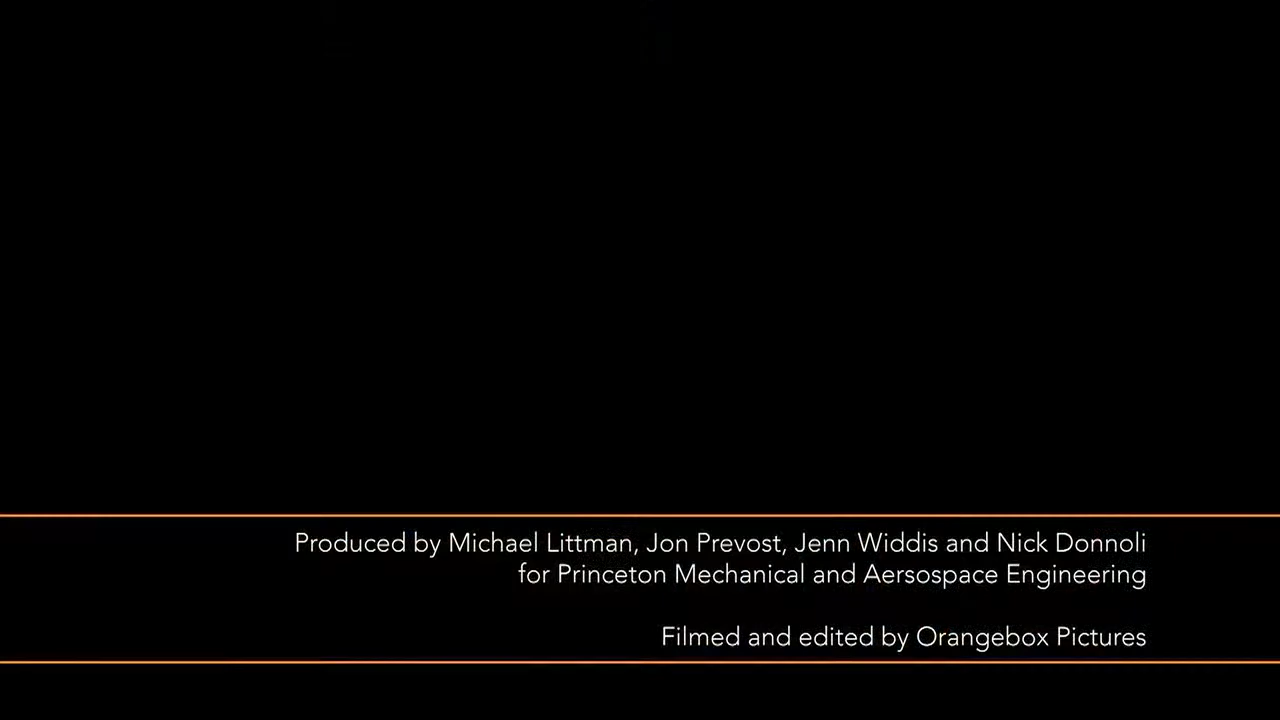 Produced by Michael Littman, Jon Prevost, Jenn Widdis and Nick Donnoli
for Princeton Mechanical and Aersospace Engineering
Filmed and edited by Orangebox Pictures